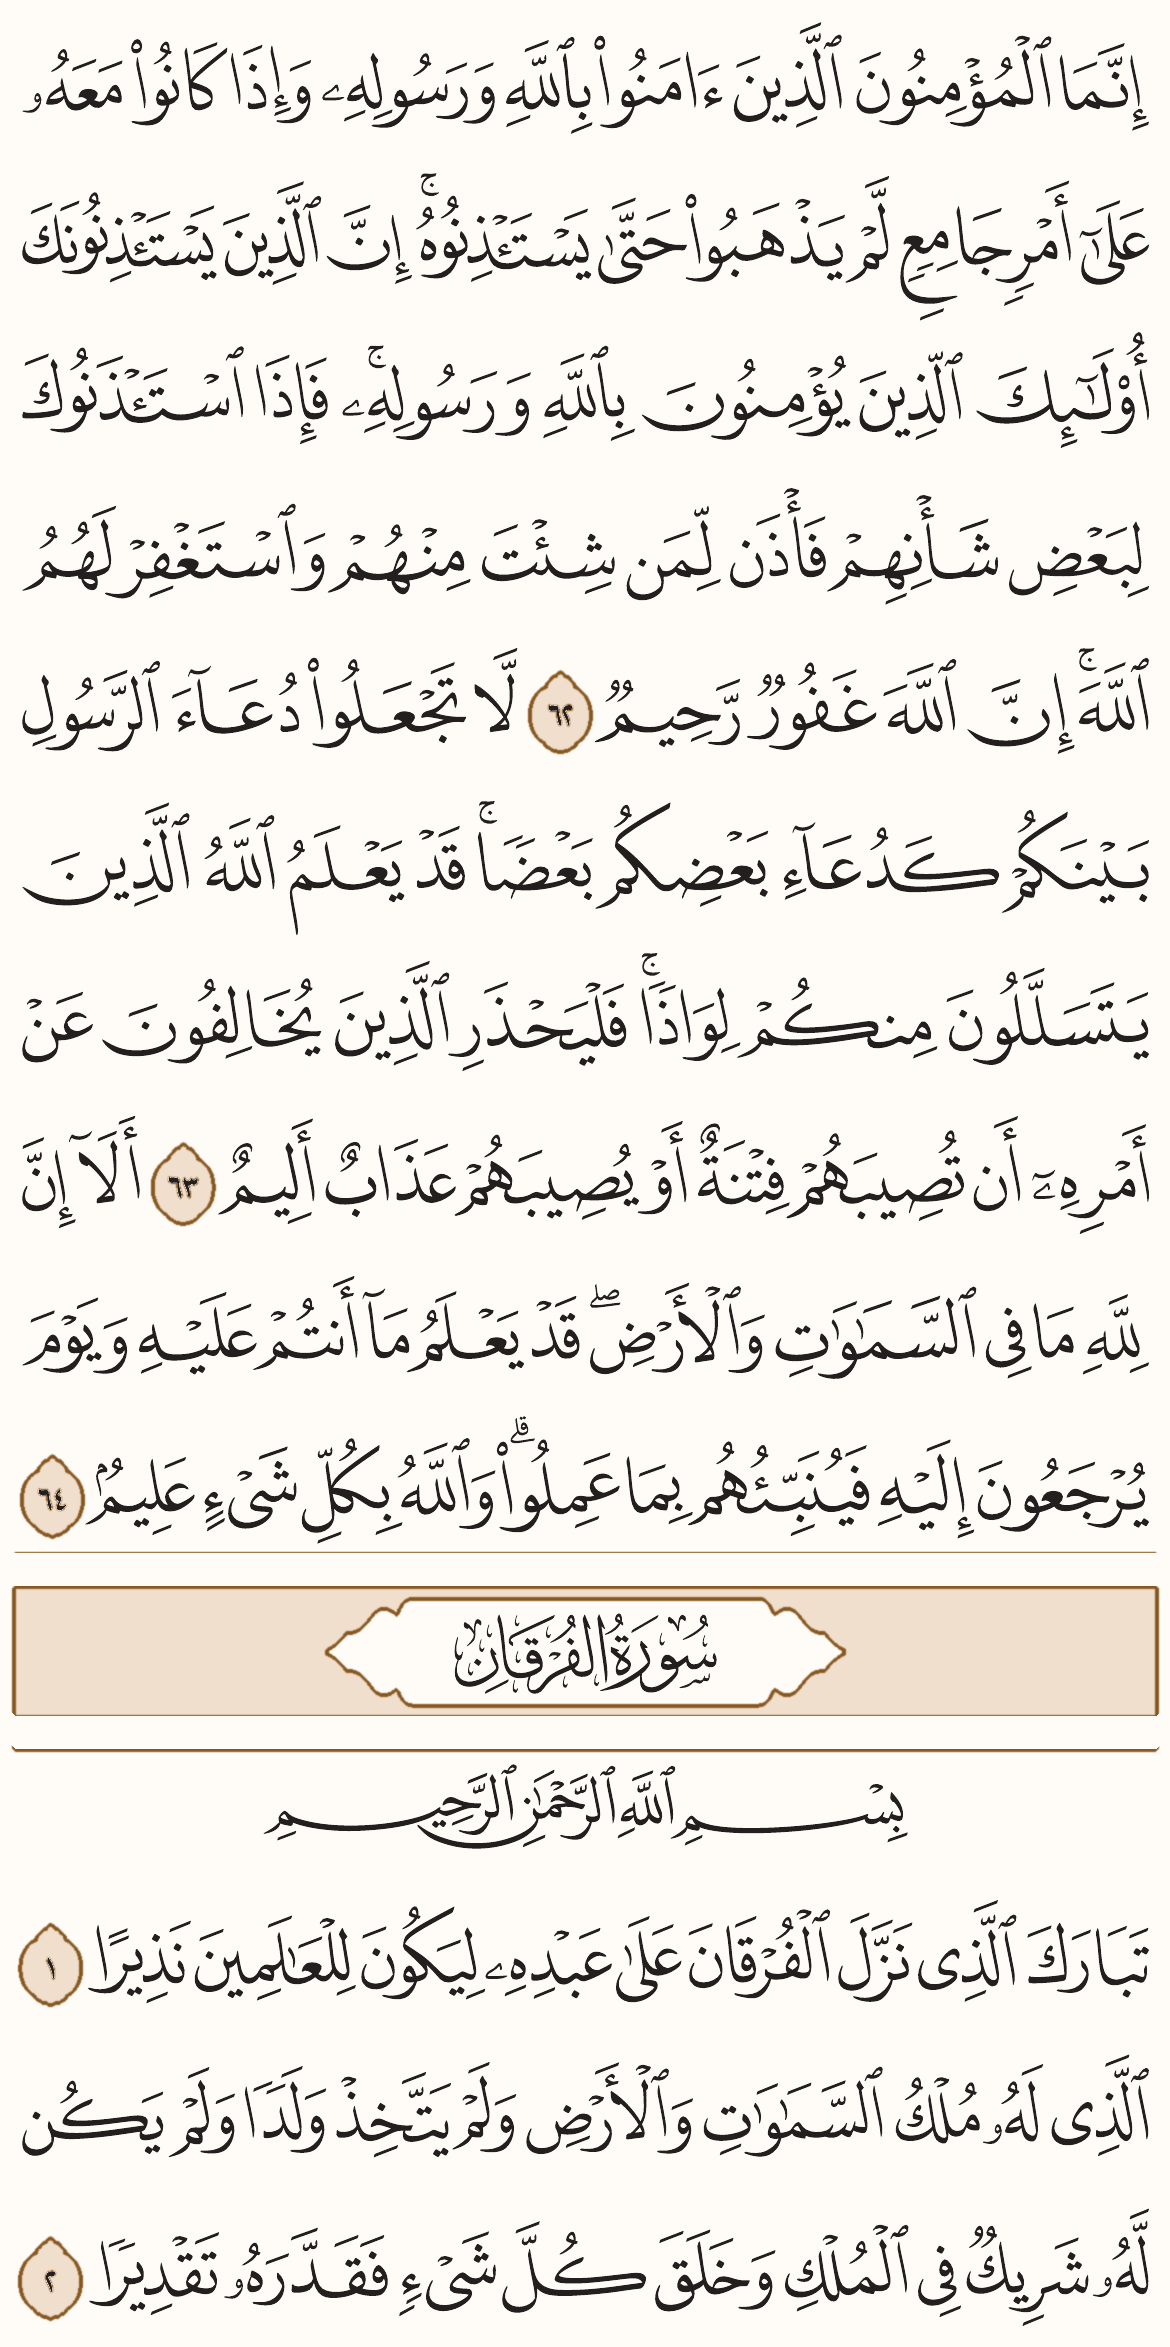 إِنَّمَا ٱلْمُؤْمِنُونَ ٱلَّذِينَ ءَامَنُوا۟ بِٱللَّهِ وَرَسُولِهِۦ وَإِذَا كَانُوا۟ مَعَهُۥ
عَلَىٰٓ أَمْرٍ جَامِعٍ لَّمْ يَذْهَبُوا۟ حَتَّىٰ يَسْتَـْٔذِنُوهُ ۚ إِنَّ ٱلَّذِينَ يَسْتَـْٔذِنُونَكَ
أُو۟لَـٰٓئِكَ ٱلَّذِينَ يُؤْمِنُونَ بِٱللَّهِ وَرَسُولِهِۦ ۚ فَإِذَا ٱسْتَـْٔذَنُوكَ
لِبَعْضِ شَأْنِهِمْ فَأْذَن لِّمَن شِئْتَ مِنْهُمْ وَٱسْتَغْفِرْ لَهُمُ
ٱللَّهَ ۚ إِنَّ ٱللَّهَ غَفُورٌ رَّحِيمٌ ٦٢ لَّا تَجْعَلُوا۟ دُعَآءَ ٱلرَّسُولِ
بَيْنَكُمْ كَدُعَآءِ بَعْضِكُم بَعْضًا ۚ قَدْ يَعْلَمُ ٱللَّهُ ٱلَّذِينَ
يَتَسَلَّلُونَ مِنكُمْ لِوَاذًا ۚ فَلْيَحْذَرِ ٱلَّذِينَ يُخَالِفُونَ عَنْ
أَمْرِهِۦٓ أَن تُصِيبَهُمْ فِتْنَةٌ أَوْ يُصِيبَهُمْ عَذَابٌ أَلِيمٌ ٦٣ أَلَآ إِنَّ
لِلَّهِ مَا فِى ٱلسَّمَـٰوَٰتِ وَٱلْأَرْضِ ۖ قَدْ يَعْلَمُ مَآ أَنتُمْ عَلَيْهِ وَيَوْمَ
يُرْجَعُونَ إِلَيْهِ فَيُنَبِّئُهُم بِمَا عَمِلُوا۟ ۗ وَٱللَّهُ بِكُلِّ شَىْءٍ عَلِيمٌۢ ٦٤
سُورَةُ الفُرْقَانِ
بِسْمِ ٱللَّهِ ٱلرَّحْمَـٰنِ ٱلرَّحِيمِ
تَبَارَكَ ٱلَّذِى نَزَّلَ ٱلْفُرْقَانَ عَلَىٰ عَبْدِهِۦ لِيَكُونَ لِلْعَـٰلَمِينَ نَذِيرًا ١
ٱلَّذِى لَهُۥ مُلْكُ ٱلسَّمَـٰوَٰتِ وَٱلْأَرْضِ وَلَمْ يَتَّخِذْ وَلَدًا وَلَمْ يَكُن
لَّهُۥ شَرِيكٌ فِى ٱلْمُلْكِ وَخَلَقَ كُلَّ شَىْءٍ فَقَدَّرَهُۥ تَقْدِيرًا ٢